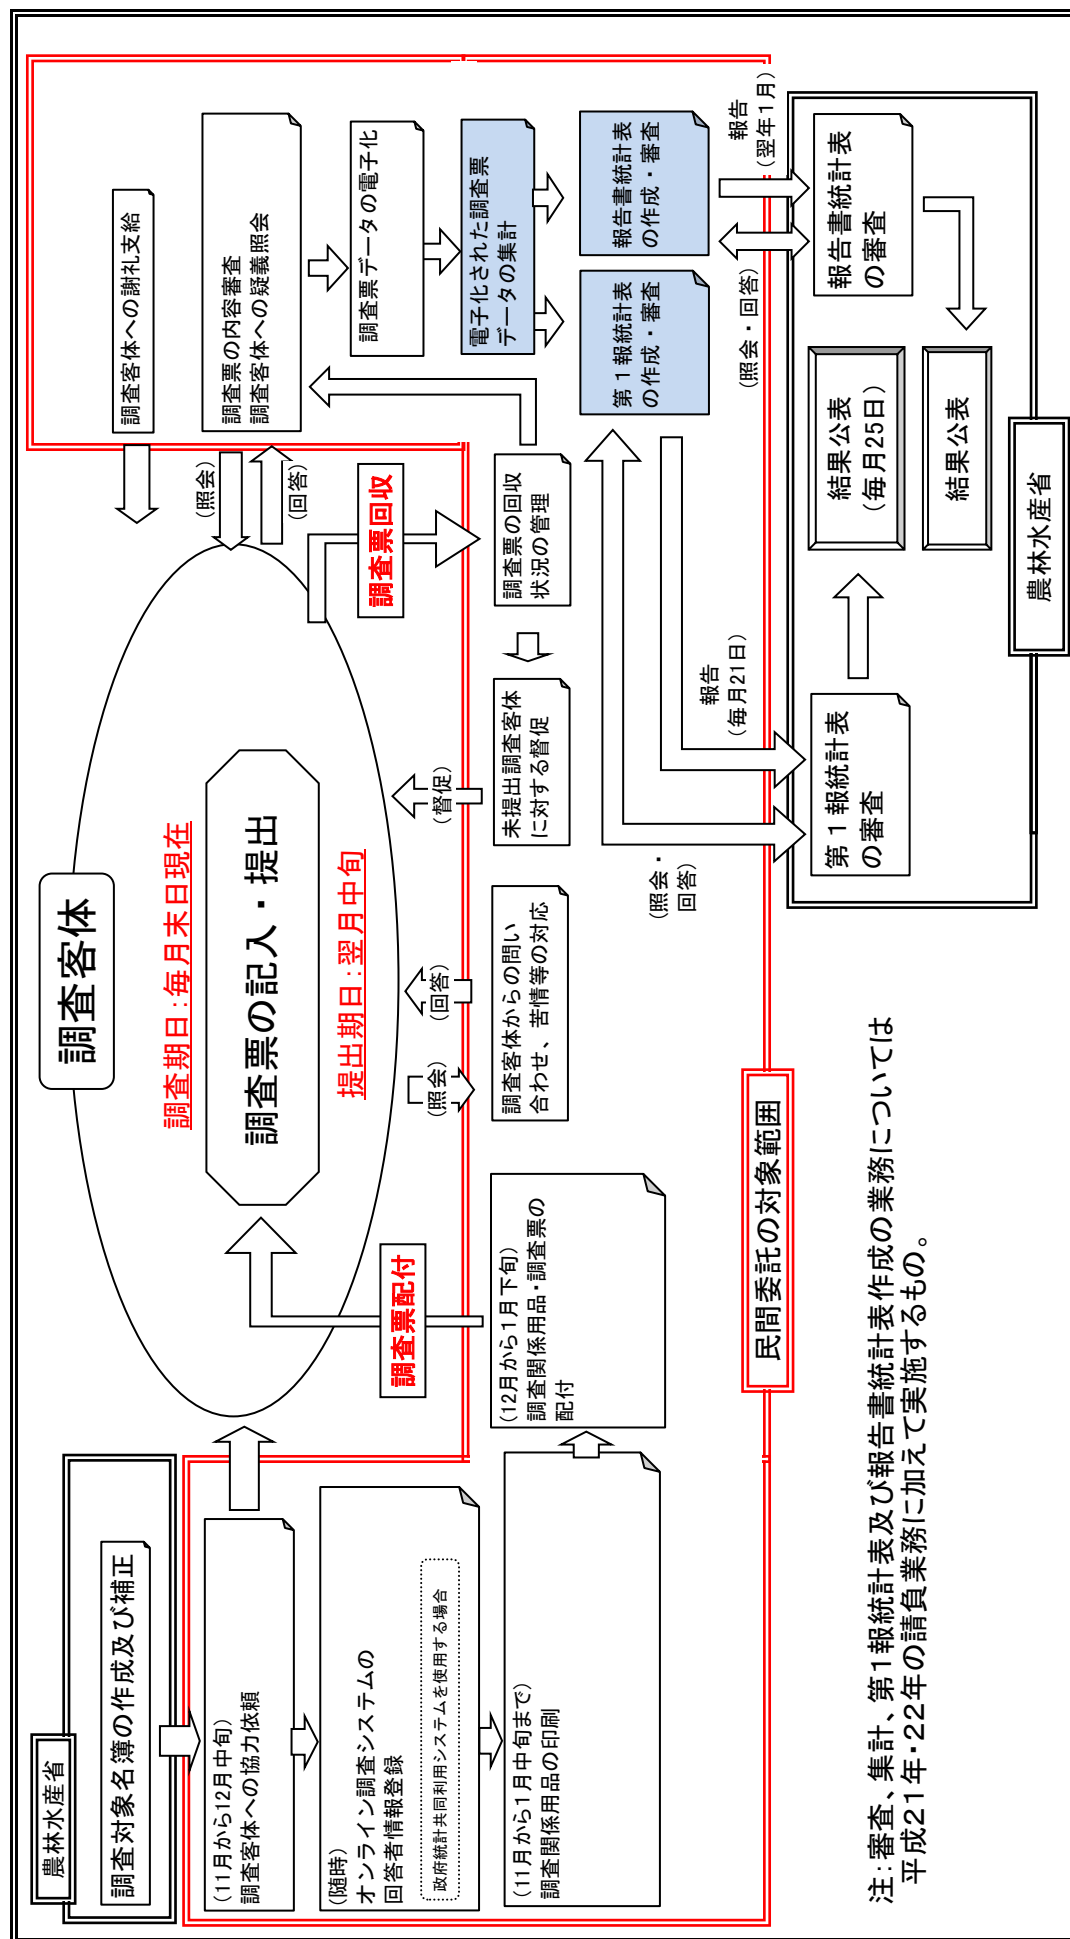 農林水産省
調査対象名簿の作成及び補正
(11月から12月中旬)
調査客体への協力依頼
(随時)
オンライン調査システムの
回答者情報登録
政府統計共同利用システムを使用する場合
(11月から1月中旬まで)
調査関係用品の印刷
(12月から1月下旬)
調査関係用品・調査票の
配付
調査票配付
調査客体
調査期日:毎月末日現在
調査票の記入・提出
提出期日:翌月中旬
(照会)
(回答)
調査客体からの問い
合わせ、苦情等の対応
(督促)
未提出調査客体
に対する督促
調査票回収
調査票の回収
状況の管理
調査客体への謝礼支給
(照会)
(回答)
調査票の内容審査
調査客体への疑義照会
調査票データの電子化
電子化された調査票
データの集計
第1報統計表
の作成・審査
報告書統計表
の作成・審査
民間委託の対象範囲
(照会・
回答)
報告
(毎月21日)
(照会・回答)
報告
(翌年1月)
第1報統計表
の審査
結果公表
(毎月25日)
報告書統計表
の審査
結果公表
農林水産省
注:審査、集計、第1報統計表及び報告書統計表作成の業務については
平成21年・22年の請負業務に加えて実施するもの。